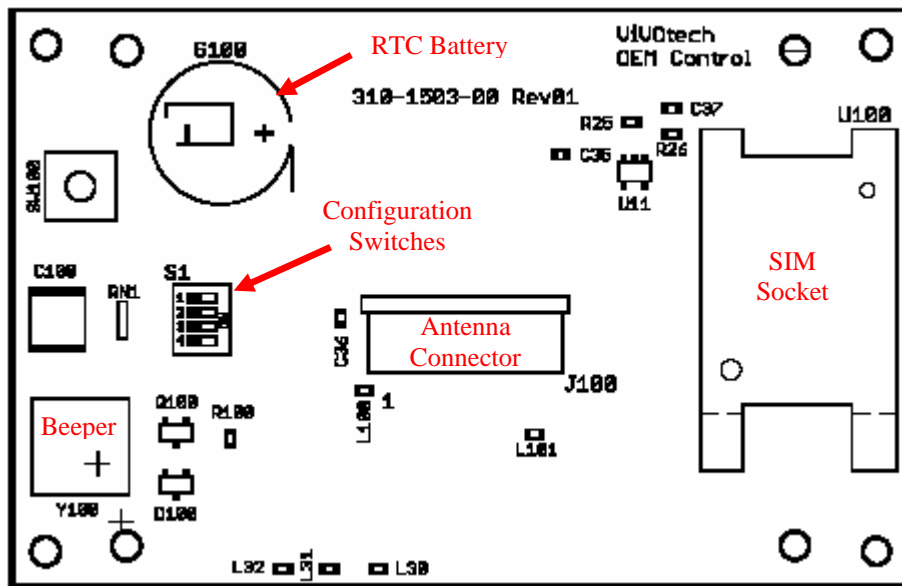 G100
RTC Battery
ViVOtech
OEM Control
310-1503-00 Rev01
C37
R25
R26
C35
U11
U100
SW100
Configuration
Switches
C100
RN1
S1
1
2
3
4
SIM
Socket
C36
Antenna
Connector
J100
L100
1
Beeper
Q100
R100
L101
Y100
D100
L32
L31
L30